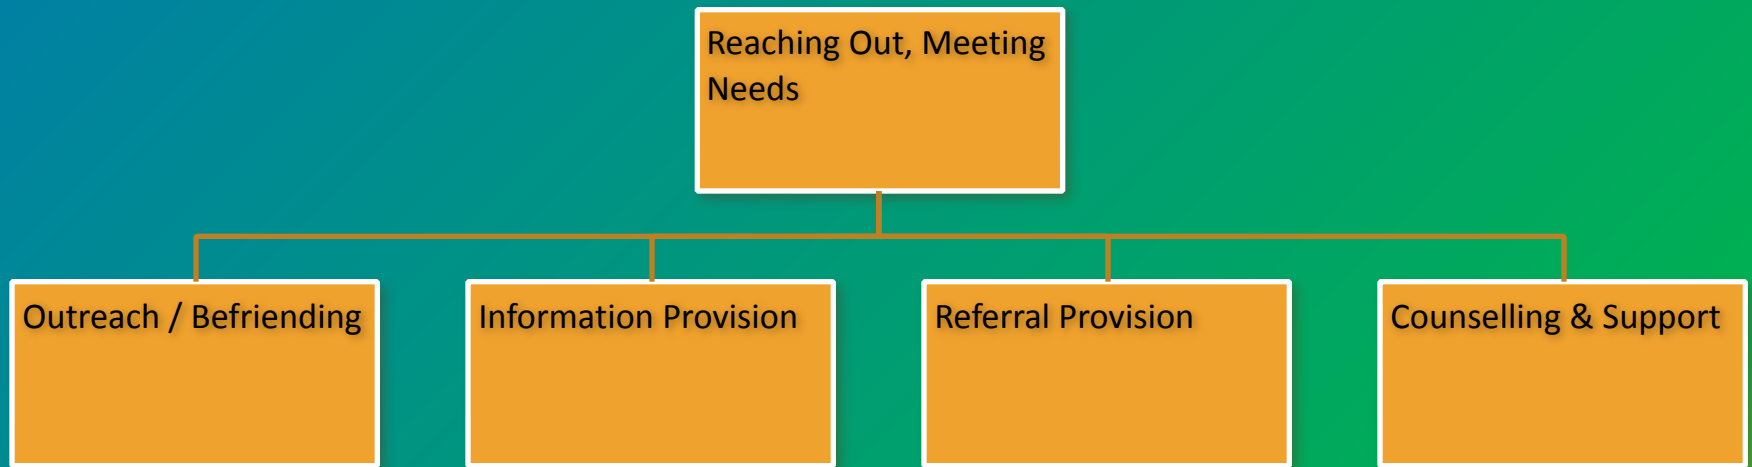 Reaching Out, Meeting
Needs
Outreach / Befriending
Information Provision
Referral Provision
Counselling & Support